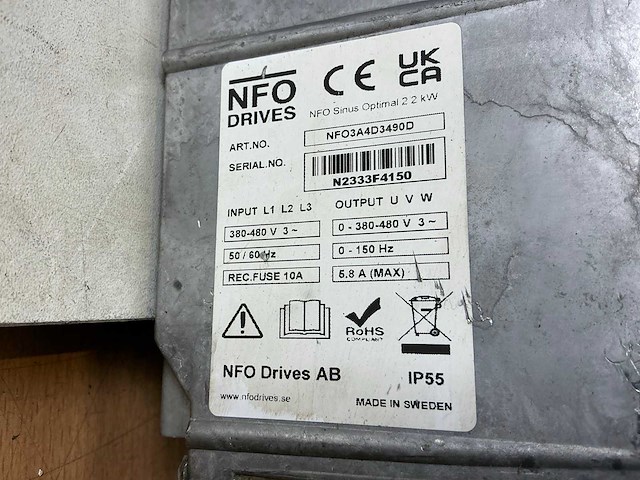 NFO
DRIVES
CE UK CA
NFO Sinus Optimal 2.2 kW
ART.NO. NFO3A4D3490D
SERIAL.NO. N2333F4150
INPUT L1 L2 L3 OUTPUT U V W
380-480 V 3 ~ 0 - 380-480 V 3 ~
50 / 60 Hz 0 - 150 Hz
REC.FUSE 10A 5.8 A (MAX)
RoHS
COMPLIANT
NFO Drives AB IP55
www.nfodrives.se MADE IN SWEDEN